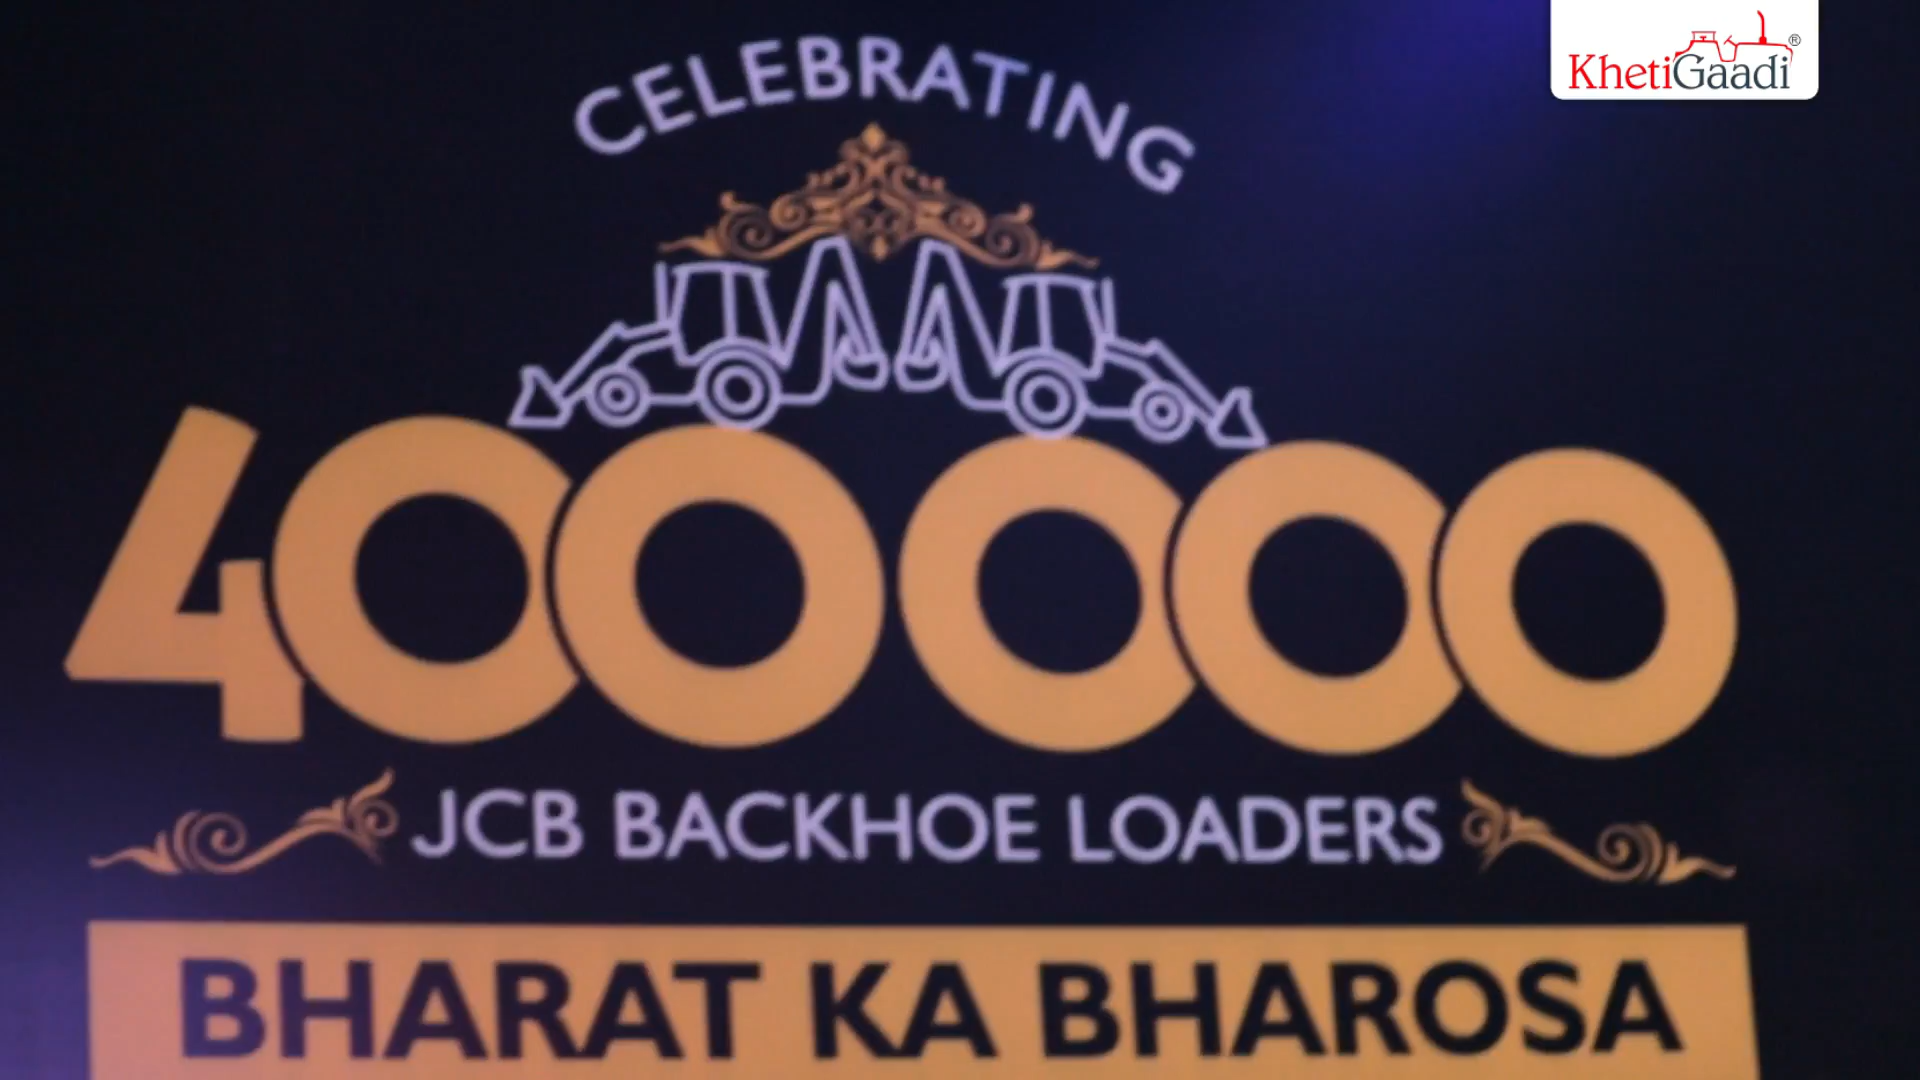 KhetiGaadi®
CELEBRATING
400000
JCB BACKHOE LOADERS
BHARAT KA BHAROSA